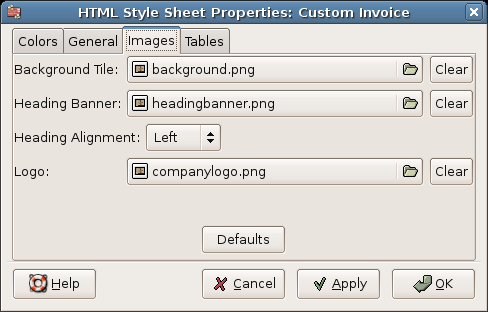 HTML Style Sheet Properties: Custom Invoice
Colors General Images Tables
Background Tile: background.png Clear
Heading Banner: headingbanner.png Clear
Heading Alignment: Left
Logo: companylogo.png Clear
Defaults
Help Cancel Apply OK